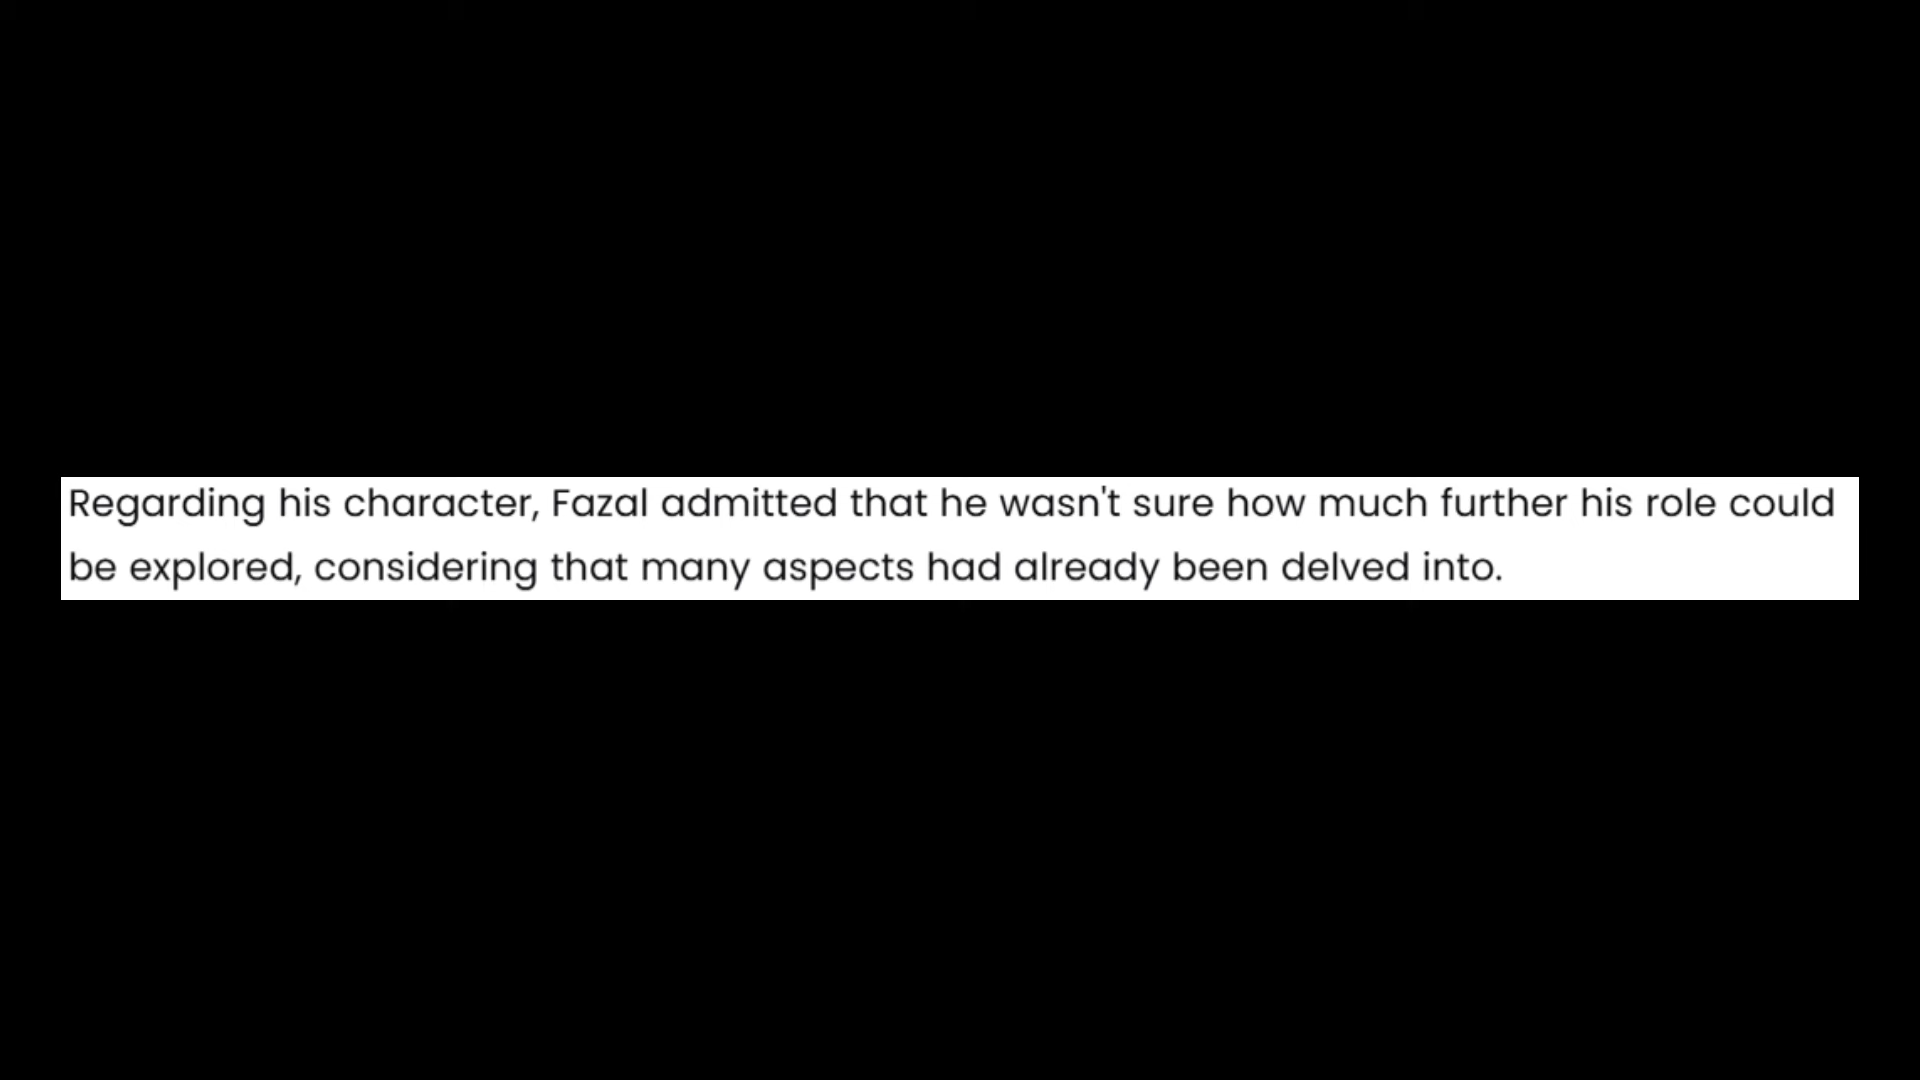 Regarding his character, Fazal admitted that he wasn't sure how much further his role could
be explored, considering that many aspects had already been delved into.